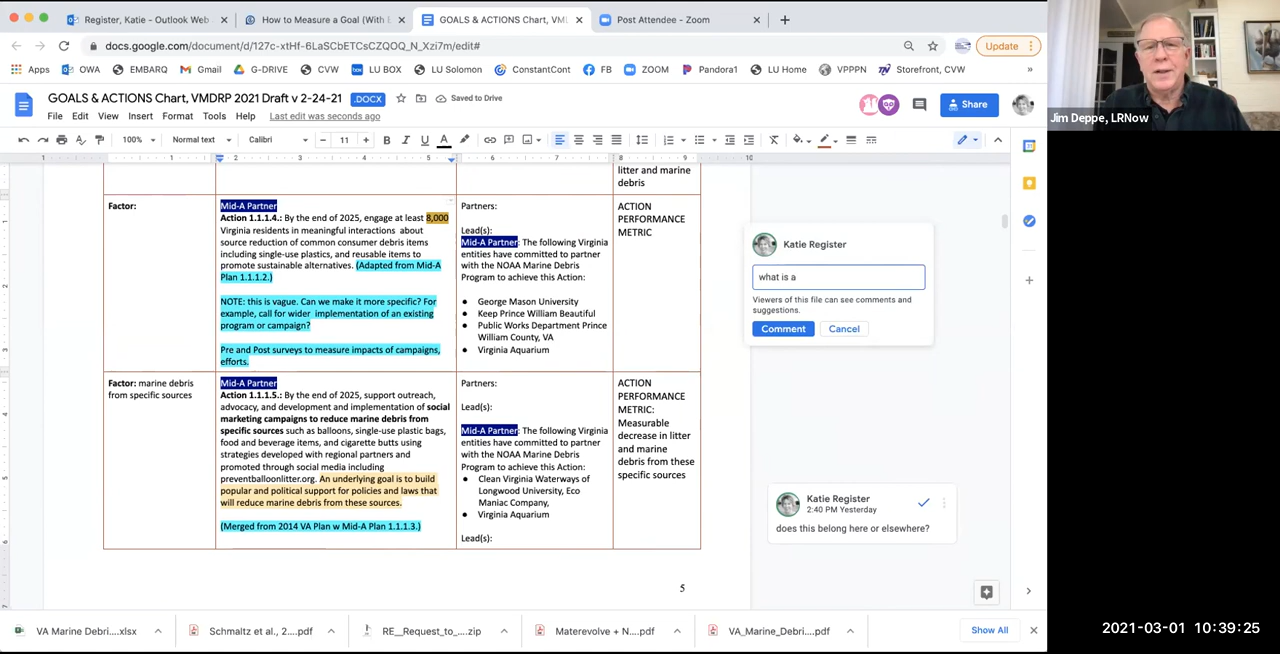 Register, Katie - Outlook Web
How to Measure a Goal (With E
GOALS & ACTIONS Chart, VM
Post Attendee - Zoom
docs.google.com/document/d/127c-xtHf-6LaSCbETCsCZQOQ_N_Xzi7m/edit#
Update
Apps
OWA
EMBARQ
Gmail
G-DRIVE
CVW
LU BOX
LU Solomon
ConstantCont
FB
ZOOM
Pandora1
LU Home
VPPPN
Storefront, CVW
»
GOALS & ACTIONS Chart, VMDRP 2021 Draft v 2-24-21
.DOCX
Saved to Drive
File Edit View Insert Format Tools Help Last edit was seconds ago
Share
100% Normal text Calibri 11
B I U A
1 1 2 3 4 5 6 7 8 9 10
litter and marine
debris
Factor:
Mid-A Partner
Action 1.1.1.4.: By the end of 2025, engage at least 8,000
Virginia residents in meaningful interactions about
source reduction of common consumer debris items
including single-use plastics, and reusable items to
promote sustainable alternatives. (Adapted from Mid-A
Plan 1.1.1.2.)
NOTE: this is vague. Can we make it more specific? For
example, call for wider implementation of an existing
program or campaign?
Pre and Post surveys to measure impacts of campaigns,
efforts.
Partners:
Lead(s):
Mid-A Partner: The following Virginia
entities have committed to partner
with the NOAA Marine Debris
Program to achieve this Action:
● George Mason University
● Keep Prince William Beautiful
● Public Works Department Prince
William County, VA
● Virginia Aquarium
ACTION
PERFORMANCE
METRIC
Factor: marine debris
from specific sources
Mid-A Partner
Action 1.1.1.5.: By the end of 2025, support outreach,
advocacy, and development and implementation of social
marketing campaigns to reduce marine debris from
specific sources such as balloons, single-use plastic bags,
food and beverage items, and cigarette butts using
strategies developed with regional partners and
promoted through social media including
preventballoonlitter.org. An underlying goal is to build
popular and political support for policies and laws that
will reduce marine debris from these sources.
(Merged from 2014 VA Plan w Mid-A Plan 1.1.1.3.)
Partners:
Lead(s):
Mid-A Partner: The following Virginia
entities have committed to partner
with the NOAA Marine Debris
Program to achieve this Action:
● Clean Virginia Waterways of
Longwood University, Eco
Maniac Company,
● Virginia Aquarium
Lead(s):
ACTION
PERFORMANCE
METRIC:
Measurable
decrease in litter
and marine
debris from these
specific sources
5
Katie Register
what is a
Viewers of this file can see comments and
suggestions.
Comment Cancel
Katie Register
2:40 PM Yesterday
does this belong here or elsewhere?
VA Marine Debri....xlsx
Schmaltz et al., 2....pdf
RE__Request_to_....zip
Materevolve + N....pdf
VA_Marine_Debri....pdf
Show All
Jim Deppe, LRNow
2021-03-01 10:39:25